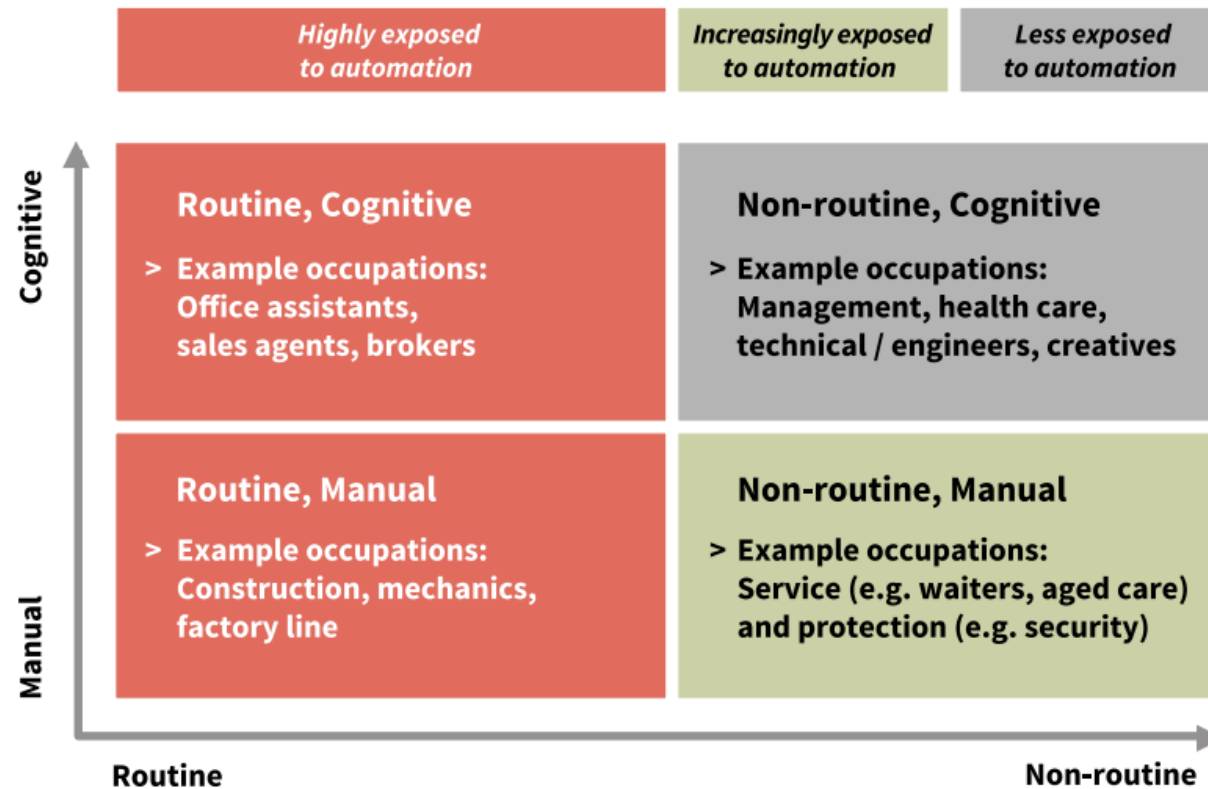 Highly exposed
to automation
Increasingly exposed
to automation
Less exposed
to automation
Cognitive
Routine, Cognitive
> Example occupations:
Office assistants,
sales agents, brokers
Non-routine, Cognitive
> Example occupations:
Management, health care,
technical / engineers, creatives
Manual
Routine, Manual
> Example occupations:
Construction, mechanics,
factory line
Non-routine, Manual
> Example occupations:
Service (e.g. waiters, aged care)
and protection (e.g. security)
Routine
Non-routine